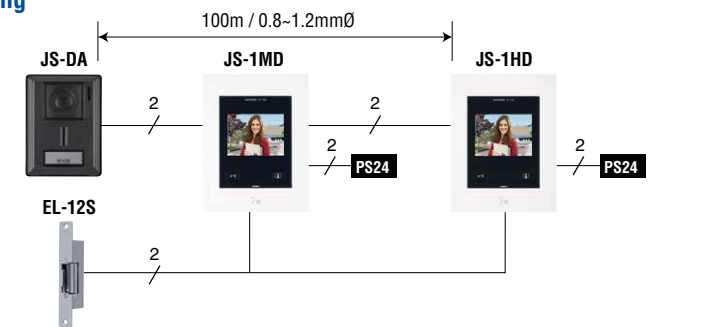 ng
100m / 0.8~1.2mmØ
JS-DA
JS-1MD
JS-1HD
2
2
2
PS24
2
PS24
EL-12S
2